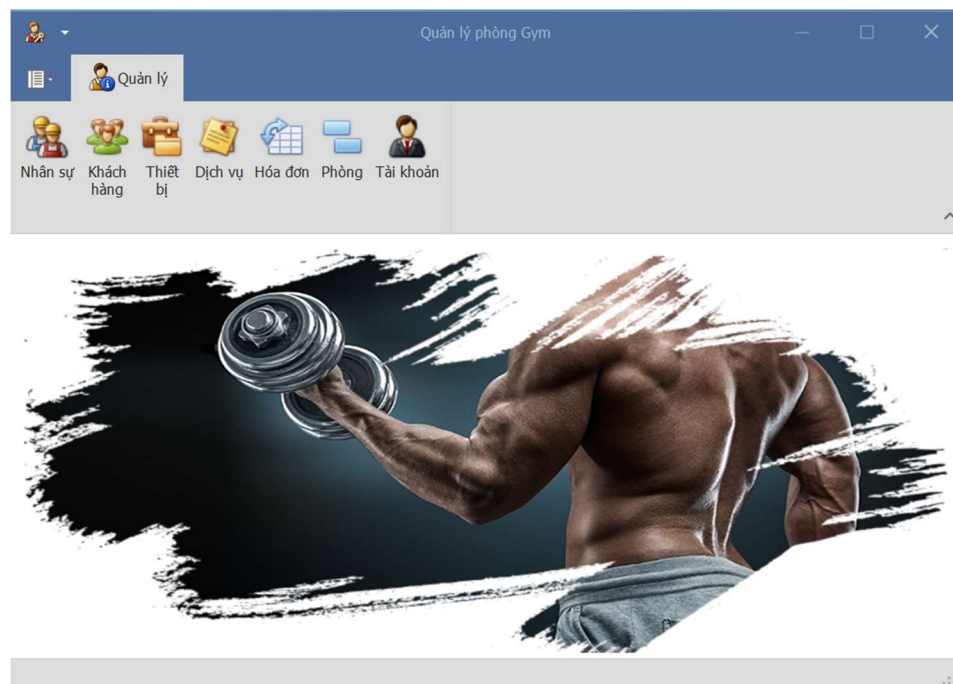 Quản lý phòng Gym
Quản lý
Nhân sự
Khách
hàng
Thiết
bị
Dịch vụ
Hóa đơn
Phòng
Tài khoản